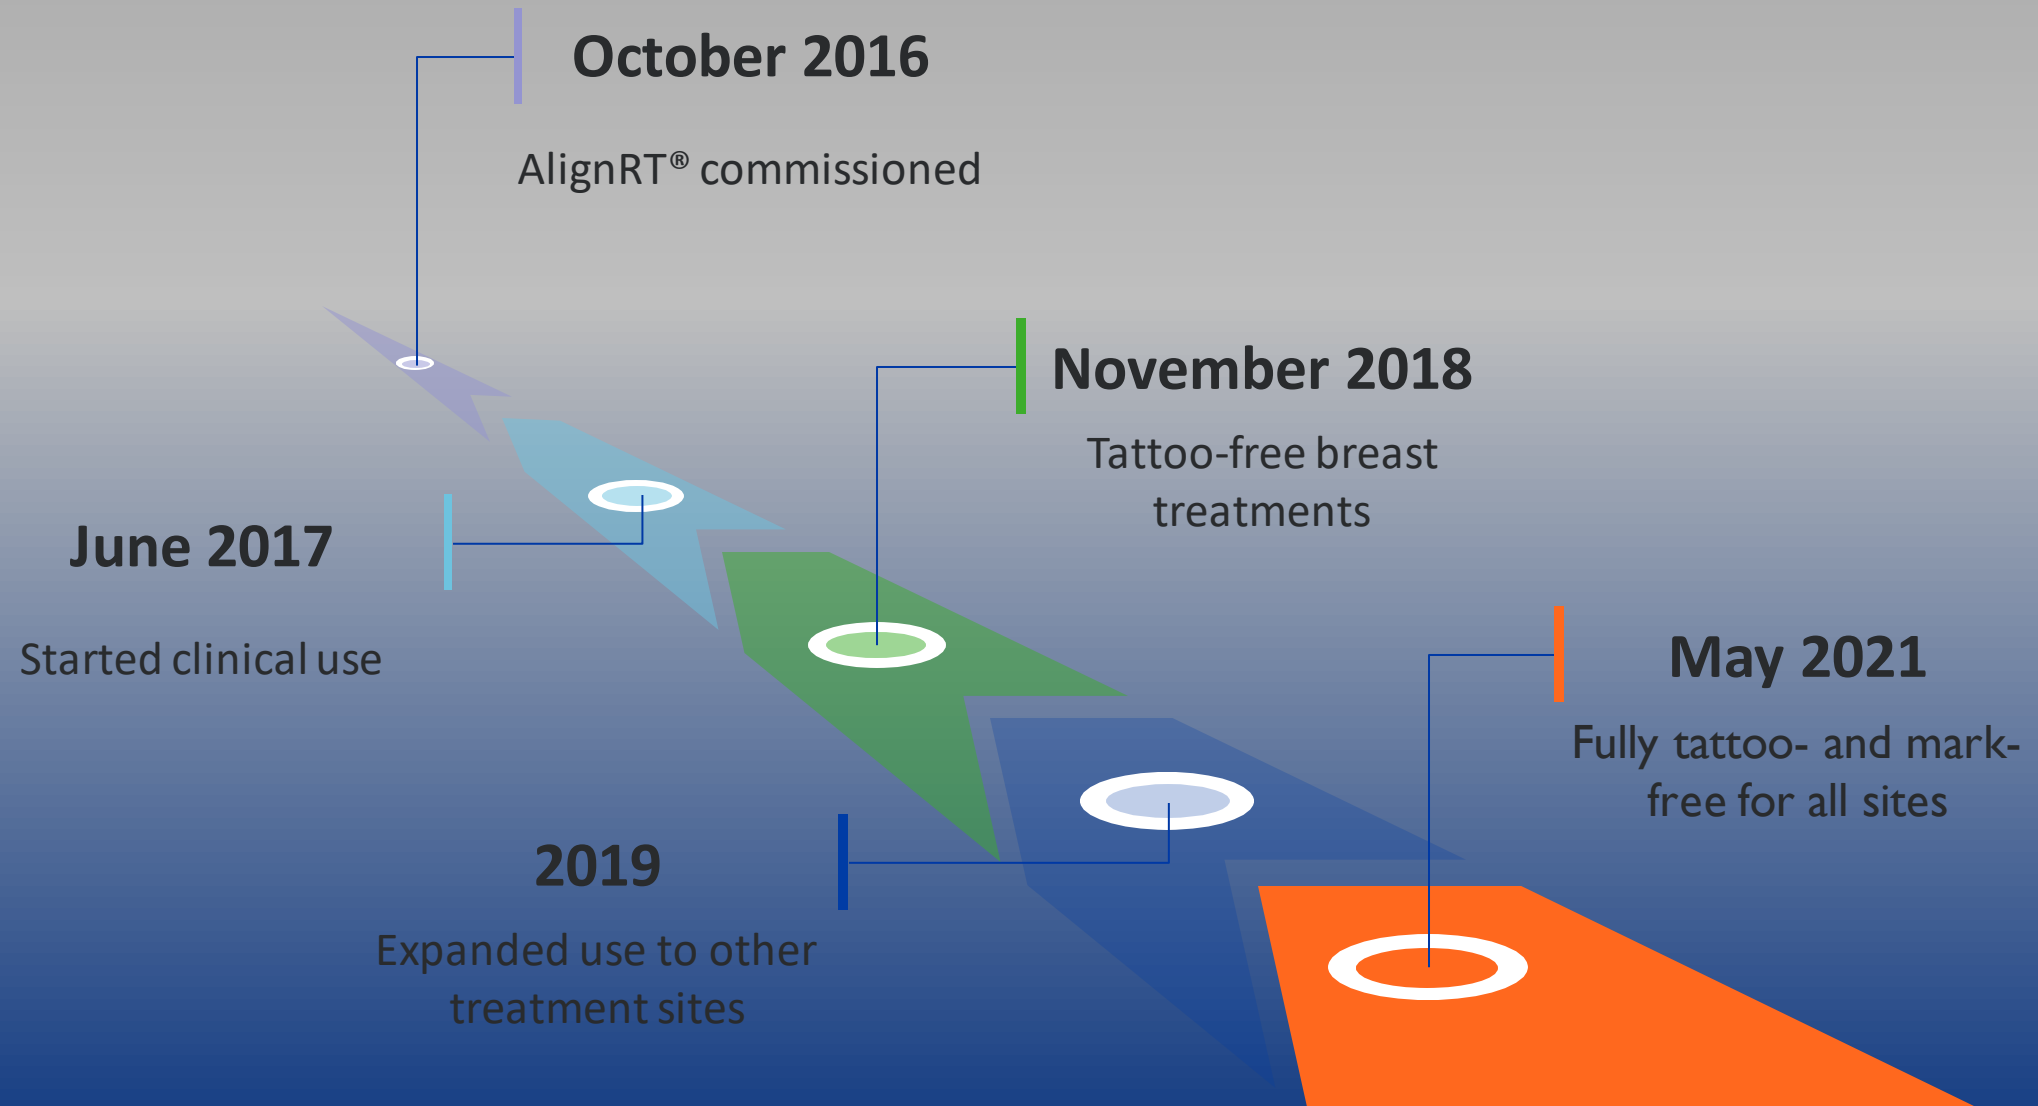 October 2016
AlignRT® commissioned
June 2017
Started clinical use
November 2018
Tattoo-free breast
treatments
2019
Expanded use to other
treatment sites
May 2021
Fully tattoo- and mark-
free for all sites